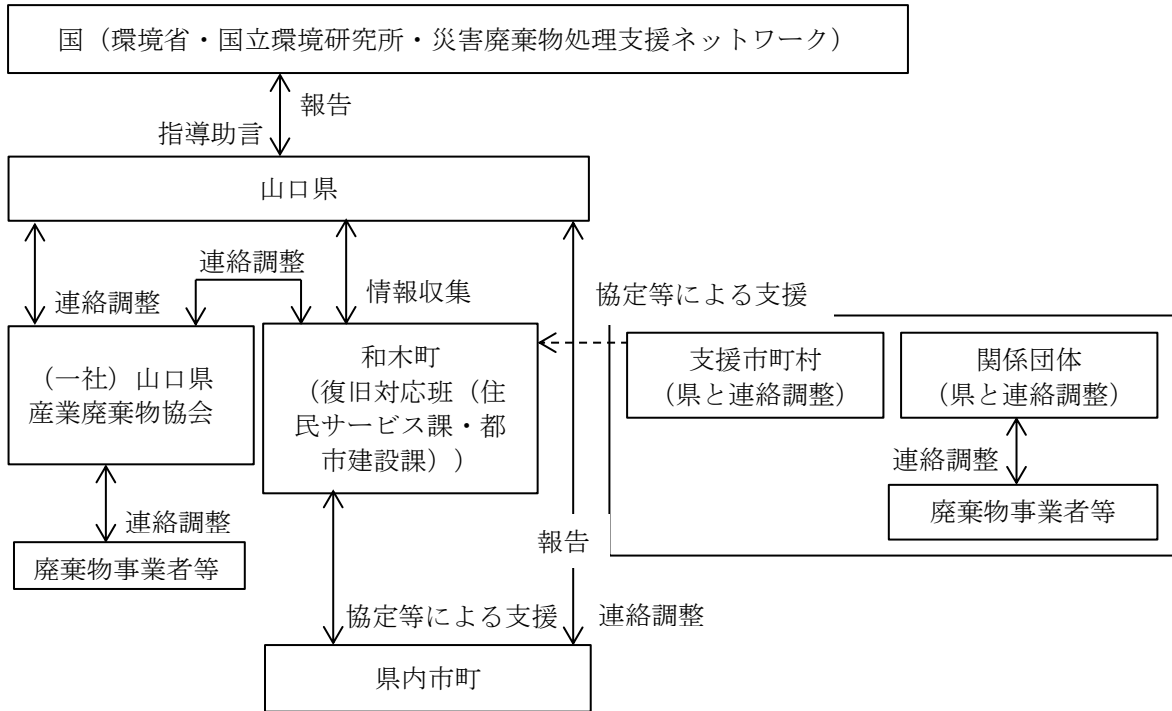 国（環境省・国立環境研究所・災害廃棄物処理支援ネットワーク）
報告
指導助言
山口県
連絡調整
連絡調整
情報収集
協定等による支援
（一社）山口県
産業廃棄物協会
和木町
（復旧対応班（住
民サービス課・都
市建設課））
支援市町村
（県と連絡調整）
関係団体
（県と連絡調整）
連絡調整
廃棄物事業者等
連絡調整
廃棄物事業者等
報告
協定等による支援
連絡調整
県内市町